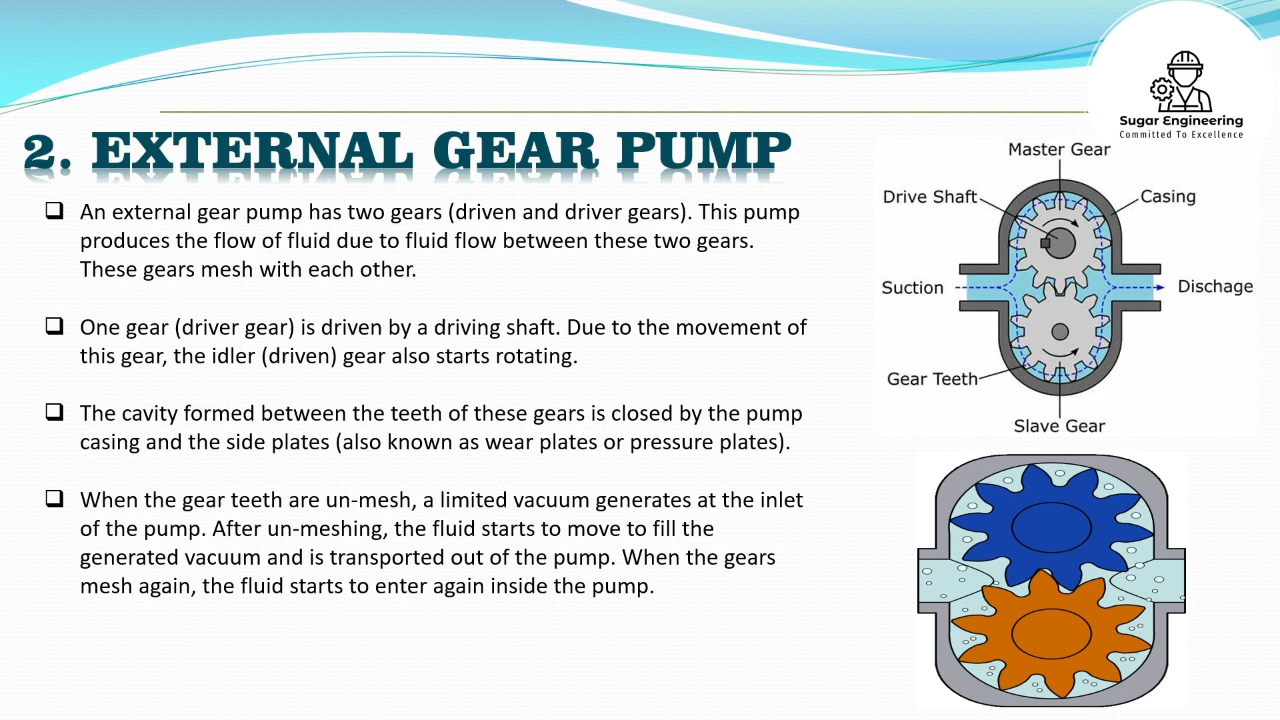 Sugar Engineering
Committed To Excellence
2. EXTERNAL GEAR PUMP
❑ An external gear pump has two gears (driven and driver gears). This pump
produces the flow of fluid due to fluid flow between these two gears.
These gears mesh with each other.
❑ One gear (driver gear) is driven by a driving shaft. Due to the movement of
this gear, the idler (driven) gear also starts rotating.
❑ The cavity formed between the teeth of these gears is closed by the pump
casing and the side plates (also known as wear plates or pressure plates).
❑ When the gear teeth are un-mesh, a limited vacuum generates at the inlet
of the pump. After un-meshing, the fluid starts to move to fill the
generated vacuum and is transported out of the pump. When the gears
mesh again, the fluid starts to enter again inside the pump.
Master Gear
Drive Shaft
Casing
Suction
Dischage
Gear Teeth
Slave Gear